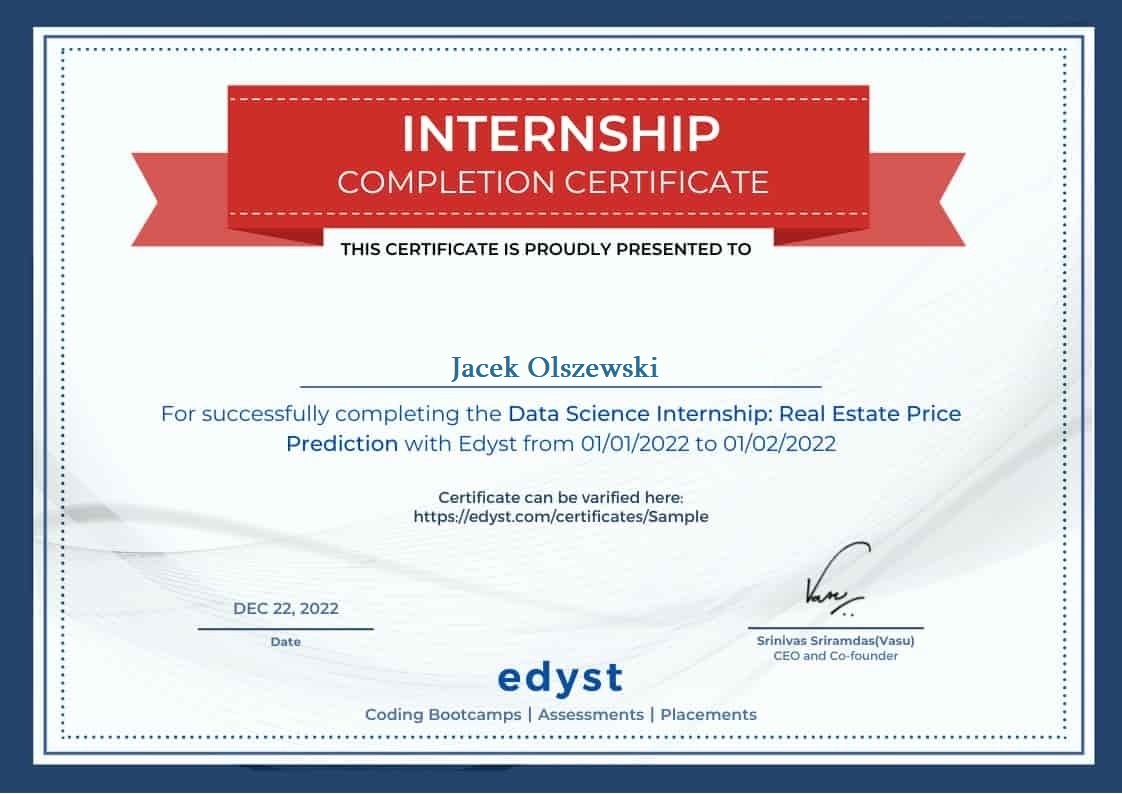 INTERNSHIP
COMPLETION CERTIFICATE
THIS CERTIFICATE IS PROUDLY PRESENTED TO
Jacek Olszewski
For successfully completing the Data Science Internship: Real Estate Price
Prediction with Edyst from 01/01/2022 to 01/02/2022
Certificate can be varified here:
https://edyst.com/certificates/Sample
DEC 22, 2022
Date
Vasu
Srinivas Sriramdas(Vasu)
CEO and Co-founder
edyst
Coding Bootcamps | Assessments | Placements